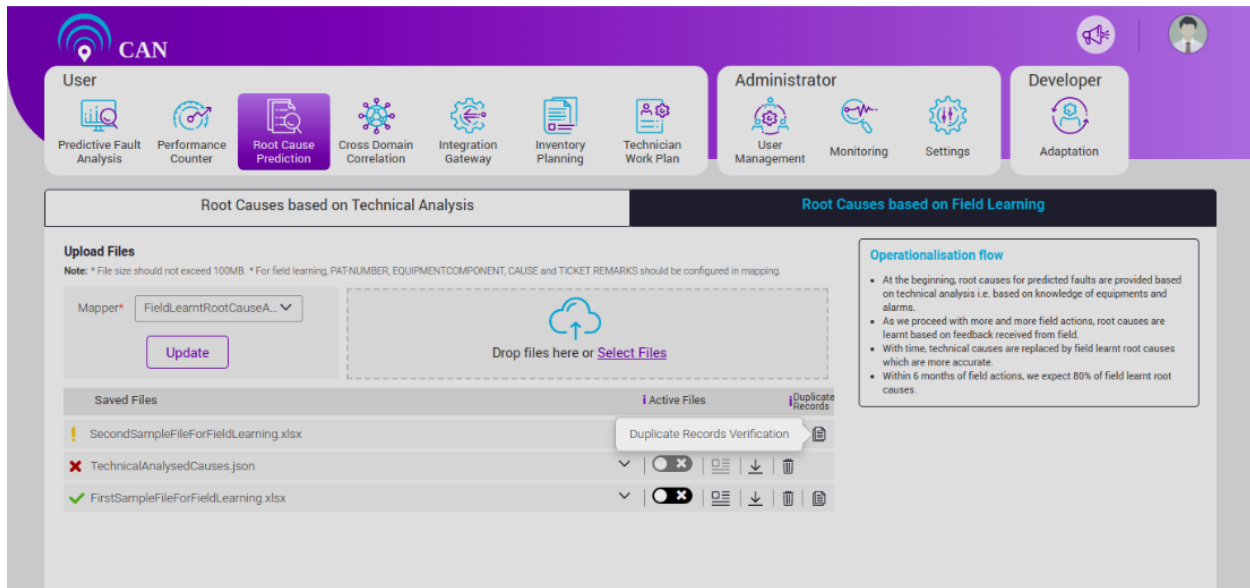 CAN
User
Administrator
Developer
Predictive Fault
Analysis
Performance
Counter
Root Cause
Prediction
Cross Domain
Correlation
Integration
Gateway
Inventory
Planning
Technician
Work Plan
User
Management
Monitoring
Settings
Adaptation
Root Causes based on Technical Analysis
Root Causes based on Field Learning
Upload Files
Note: * File size should not exceed 100MB. * For field learning, PAT-NUMBER, EQUIPMENTCOMPONENT, CAUSE and TICKET REMARKS should be configured in mapping.
Mapper*
FieldLearntRootCauseA...
Update
Drop files here or Select Files
Saved Files
i Active Files
i Duplicate
Records
SecondSampleFileForFieldLearning.xlsx
Duplicate Records Verification
TechnicalAnalysedCauses.json
FirstSampleFileForFieldLearning.xlsx
Operationalisation flow
• At the beginning, root causes for predicted faults are provided based
on technical analysis i.e. based on knowledge of equipments and
alarms.
• As we proceed with more and more field actions, root causes are
learnt based on feedback received from field.
• With time, technical causes are replaced by field learnt root causes
which are more accurate.
• Within 6 months of field actions, we expect 80% of field learnt root
causes.